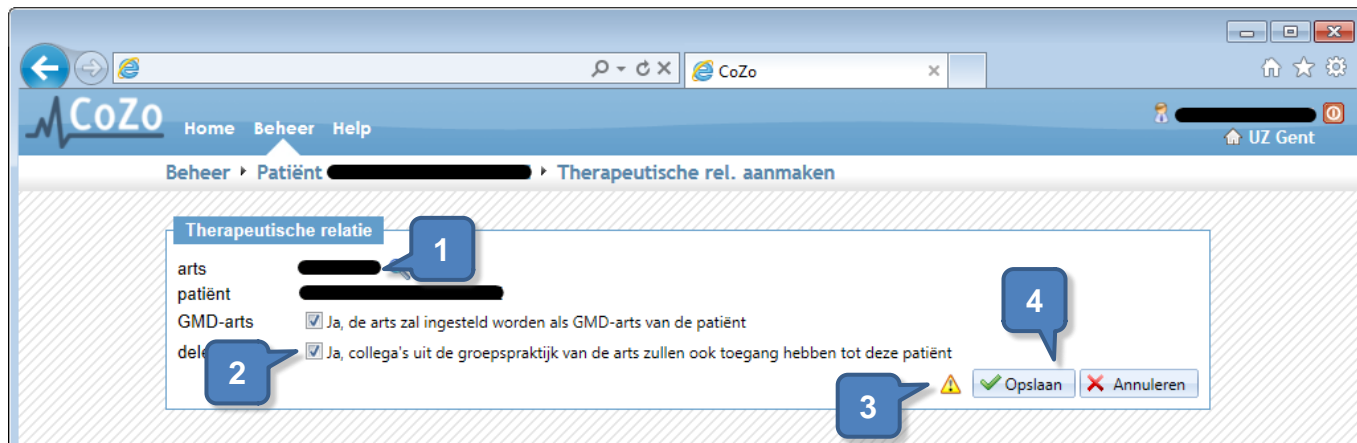 CoZo
CoZo Home Beheer Help
UZ Gent
Beheer Patiënt Therapeutische rel. aanmaken
Therapeutische relatie
1
arts
patiënt
GMD-arts Ja, de arts zal ingesteld worden als GMD-arts van de patiënt
4
Ja, collega's uit de groepspraktijk van de arts zullen ook toegang hebben tot deze patiënt
2
3
Opslaan Annuleren